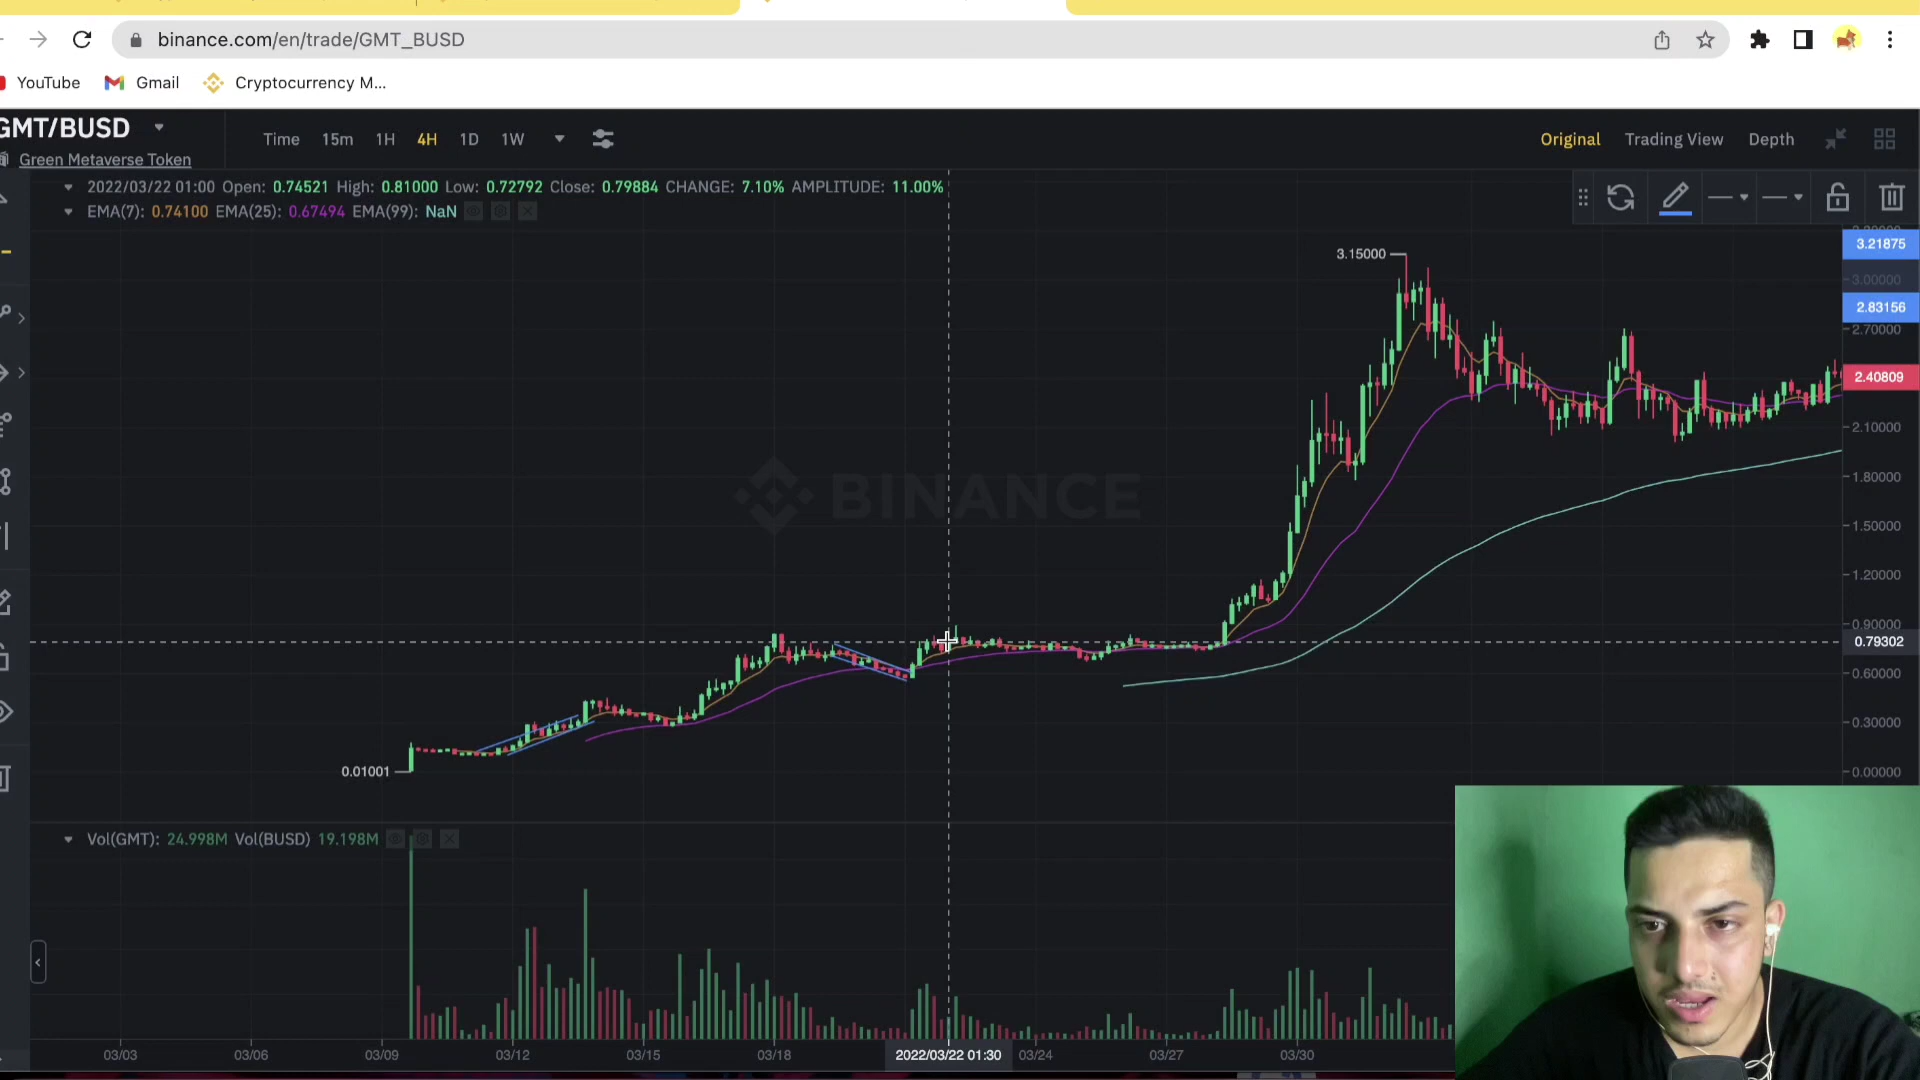 binance.com/en/trade/GMT_BUSD
YouTube Gmail Cryptocurrency M...
GMT/BUSD
Green Metaverse Token
Time 15m 1H 4H 1D 1W
Original Trading View Depth
2022/03/22 01:00 Open: 0.74521 High: 0.81000 Low: 0.72792 Close: 0.79884 CHANGE: 7.10% AMPLITUDE: 11.00%
EMA(7): 0.74100 EMA(25): 0.67494 EMA(99): NaN
3.21875
3.15000
3.00000
2.83156
2.70000
2.40809
2.10000
1.80000
BINANCE
1.50000
1.20000
0.90000
0.79302
0.60000
0.30000
0.01001
0.00000
Vol(GMT): 24.998M Vol(BUSD) 19.198M
03/03 03/06 03/09 03/12 03/15 03/18 2022/03/22 01:30 03/24 03/27 03/30